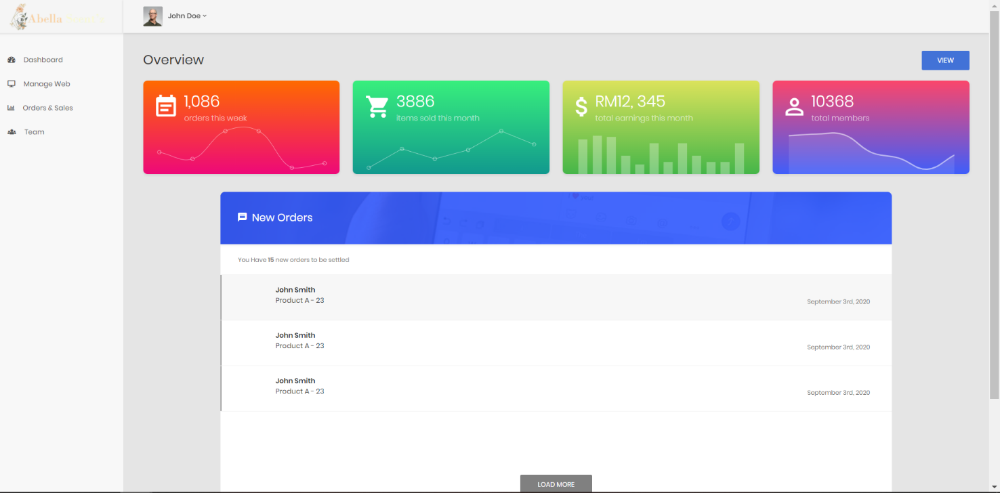 Abella
John Doe
Dashboard
Manage Web
Orders & Sales
Team
Overview
VIEW
1,086
orders this week
3886
items sold this month
RM12, 345
total earnings this month
10368
total members
New Orders
You Have 15 new orders to be settled
John Smith
Product A - 23
September 3rd, 2020
John Smith
Product A - 23
September 3rd, 2020
John Smith
Product A - 23
September 3rd, 2020
LOAD MORE